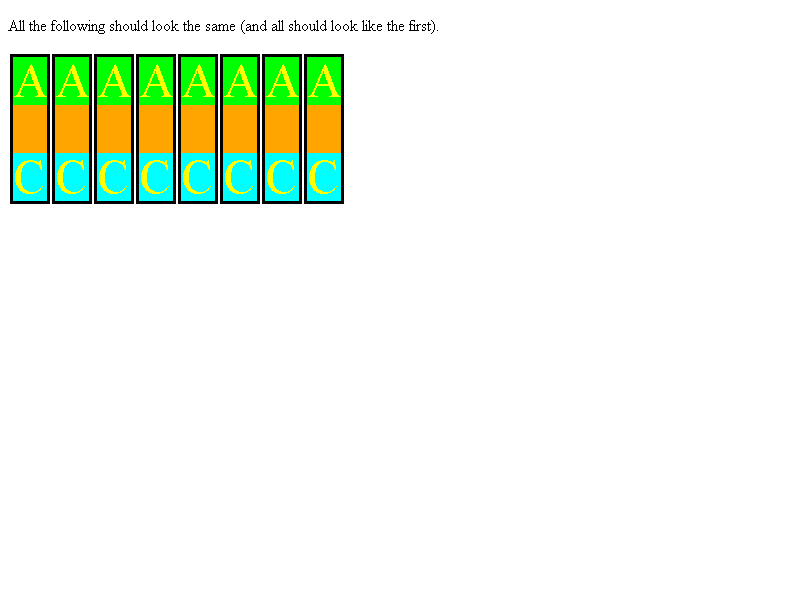 All the following should look the same (and all should look like the first).
A A A A A A A A
C C C C C C C C